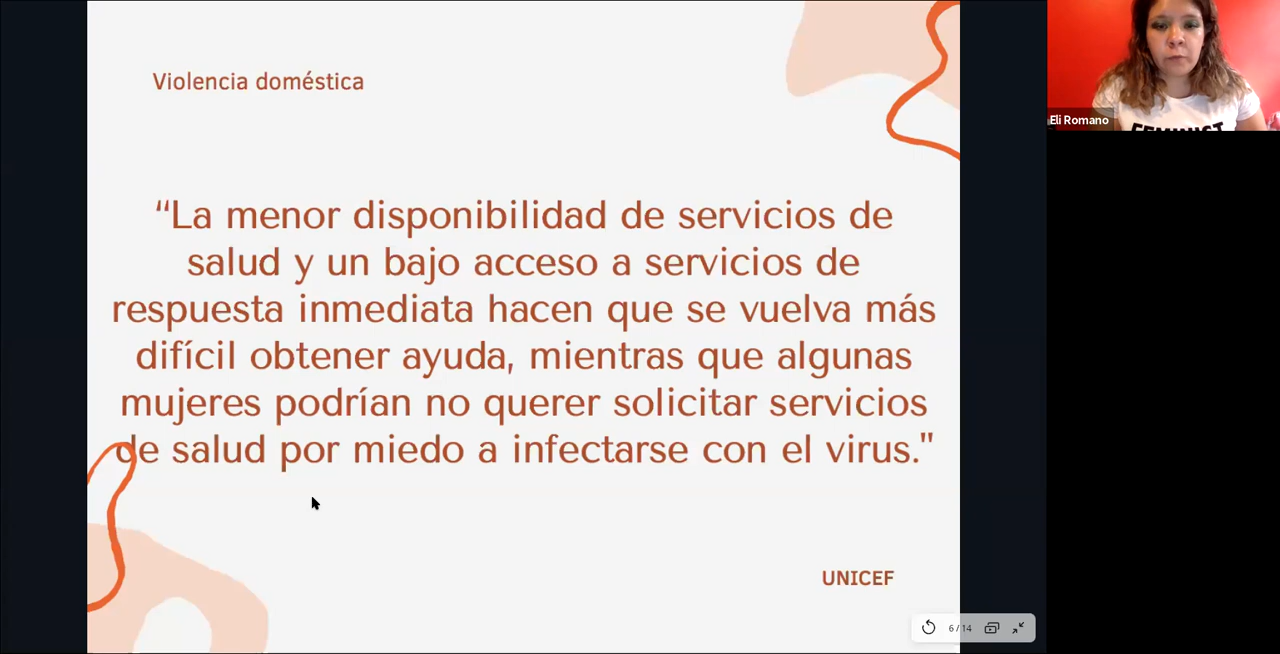 Violencia doméstica
“La menor disponibilidad de servicios de
salud y un bajo acceso a servicios de
respuesta inmediata hacen que se vuelva más
difícil obtener ayuda, mientras que algunas
mujeres podrían no querer solicitar servicios
de salud por miedo a infectarse con el virus."
UNICEF
6 / 14
Eli Romano
FEMINIST